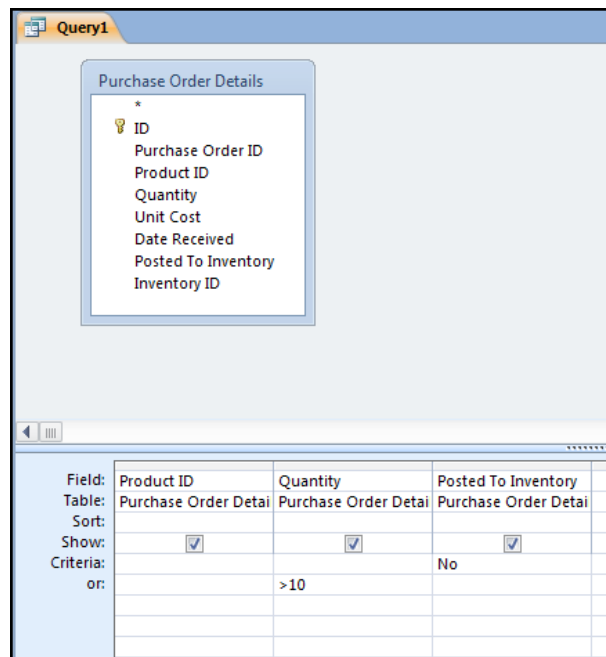 Query1
Purchase Order Details
*
ID
Purchase Order ID
Product ID
Quantity
Unit Cost
Date Received
Posted To Inventory
Inventory ID
Field: Product ID Quantity Posted To Inventory
Table: Purchase Order Detai Purchase Order Detai Purchase Order Detai
Sort:
Show:
Criteria: No
or: >10